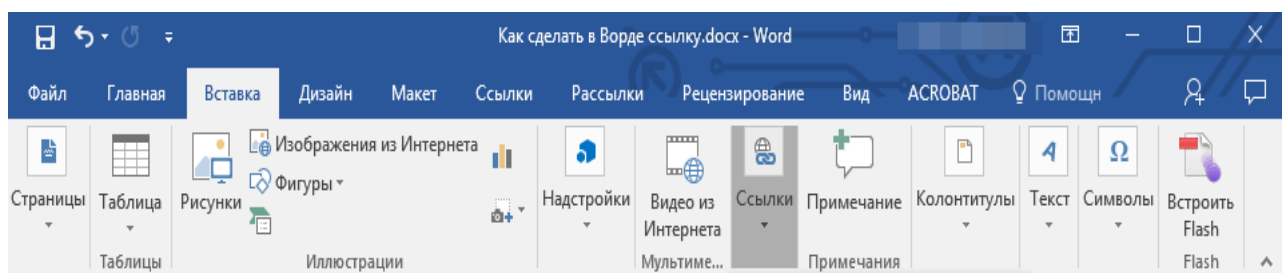 Как сделать в Ворде ссылку.docx - Word
Файл Главная Вставка Дизайн Макет Ссылки Рассылки Рецензирование Вид ACROBAT Помощн
Страницы
Таблица
Рисунки
Изображения из Интернета
Фигуры
Надстройки
Видео из
Интернета
Ссылки
Примечание
Колонтитулы
Текст
Символы
Встроить
Flash
Таблицы Иллюстрации Мультиме... Примечания Flash